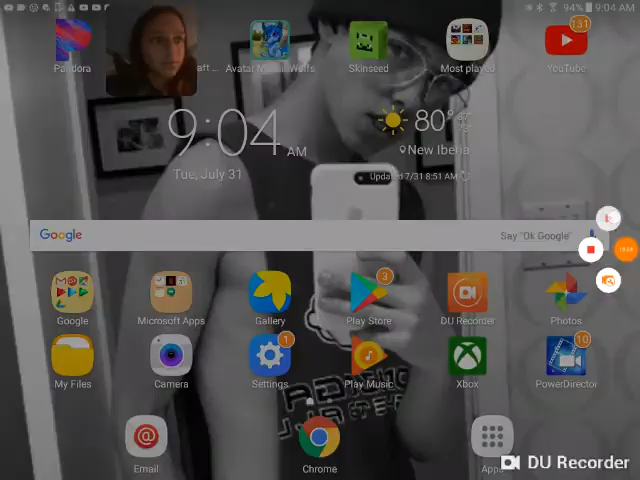 94% 9:04 AM
131
Pandora
aft...
Avatar
Wolfs
Skinseed
Most played
YouTube
9:04 AM
80°
New Iberia
Tue, July 31
Updated 7/31 8:51 AM
Google
Say "Ok Google"
3
Google
Microsoft Apps
Gallery
Play Store
DU Recorder
Photos
1
10
My Files
Camera
Settings
Play Music
Xbox
PowerDirector
Email
Chrome
Apps
DU Recorder